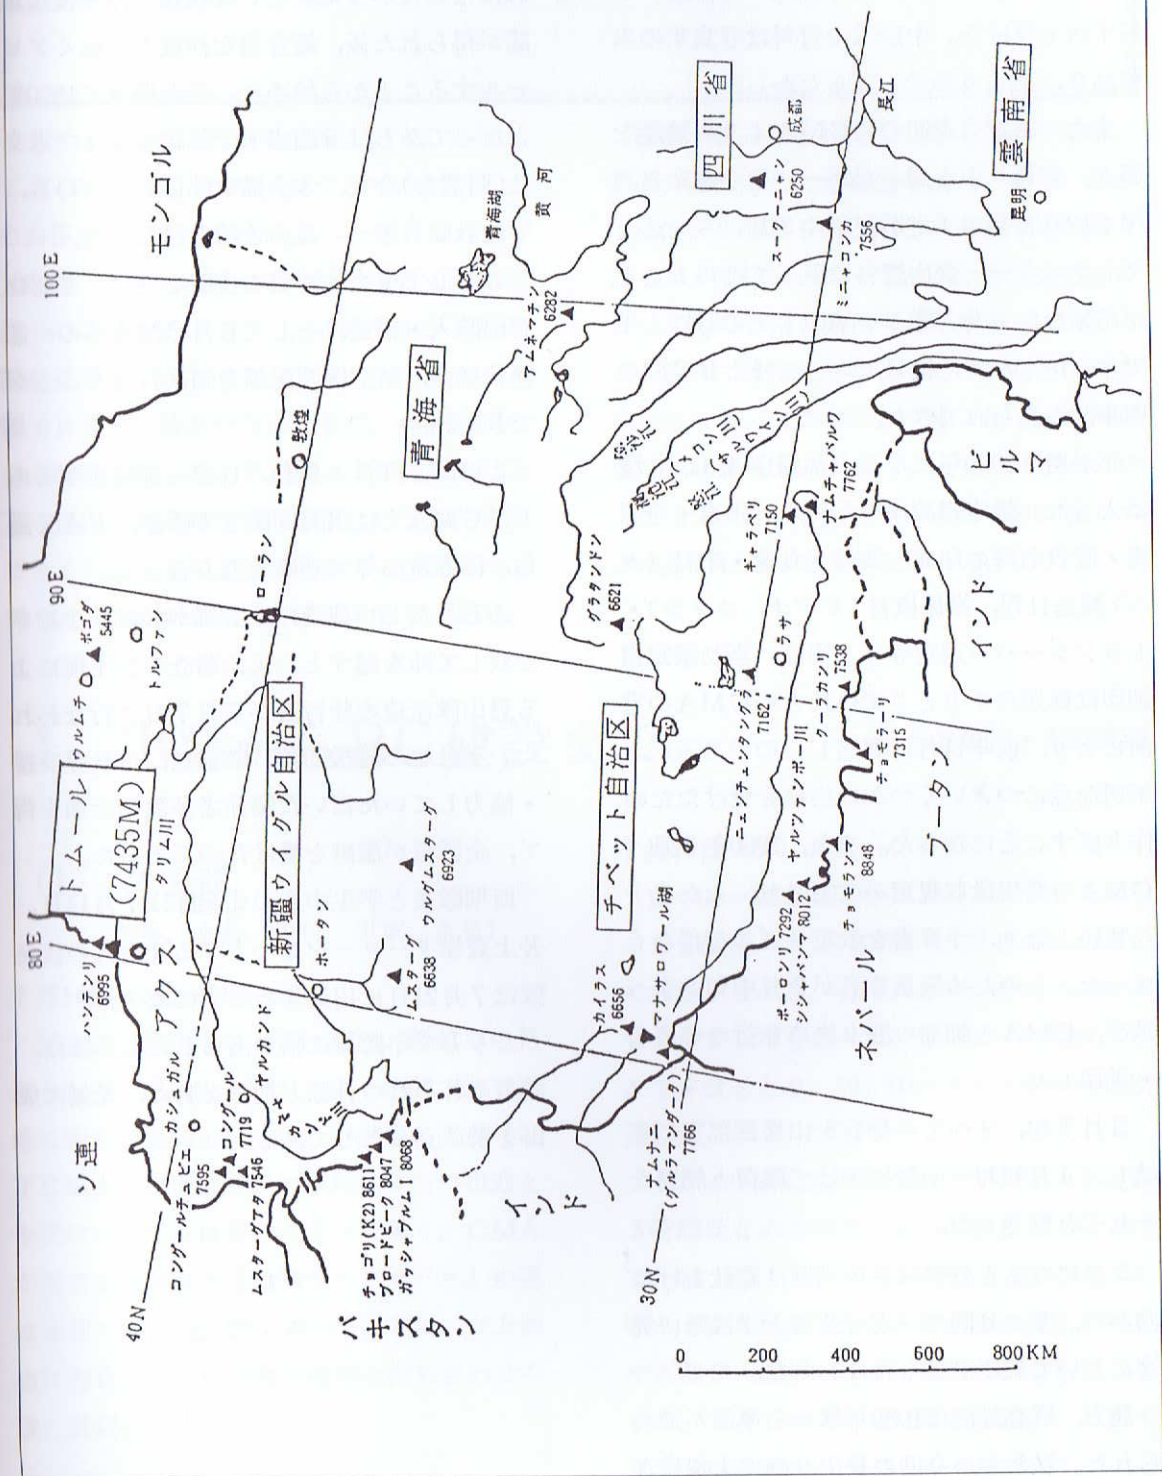 トムール
(7435M)
新疆ウイグル自治区
チベット自治区
青海省
四川省
雲南省
モンゴル
ソ連
パキスタン
インド
ネパール
ブータン
インド
ビルマ
80E
90E
100E
40N
30N
ハンテンリ
6995
アクス
タリム川
ウルムチ
ボゴダ
5445
トルファン
ローラン
敦煌
青海湖
黄河
アムネマチン
6282
成都
スークーニャン
6250
長江
ミニャ・コンカ
7556
昆明
カシュガル
コングールチュビエ
7595
コングール
7719
ムスターグアタ
7546
ヤルカンド
ホータン
ムスターグ
6638
ウルグムスターグ
6923
チョゴリ(K2) 8611
ブロードピーク 8047
ガッシャブルムI 8068
カイラス
6656
マナサロワール湖
ナムナニ
(グルラマンダータ)
7766
グラタンドン
6621
ニェンチェンタングラ
7162
ラサ
キャラペリ
7150
ナムチャバルワ
7762
ヤルツァンポー川
クーラカンリ
7538
チョモラーリ
7315
ポーロンリ 7292
シシャパンマ 8012
チョモランマ
8848
0
200
400
600
800KM